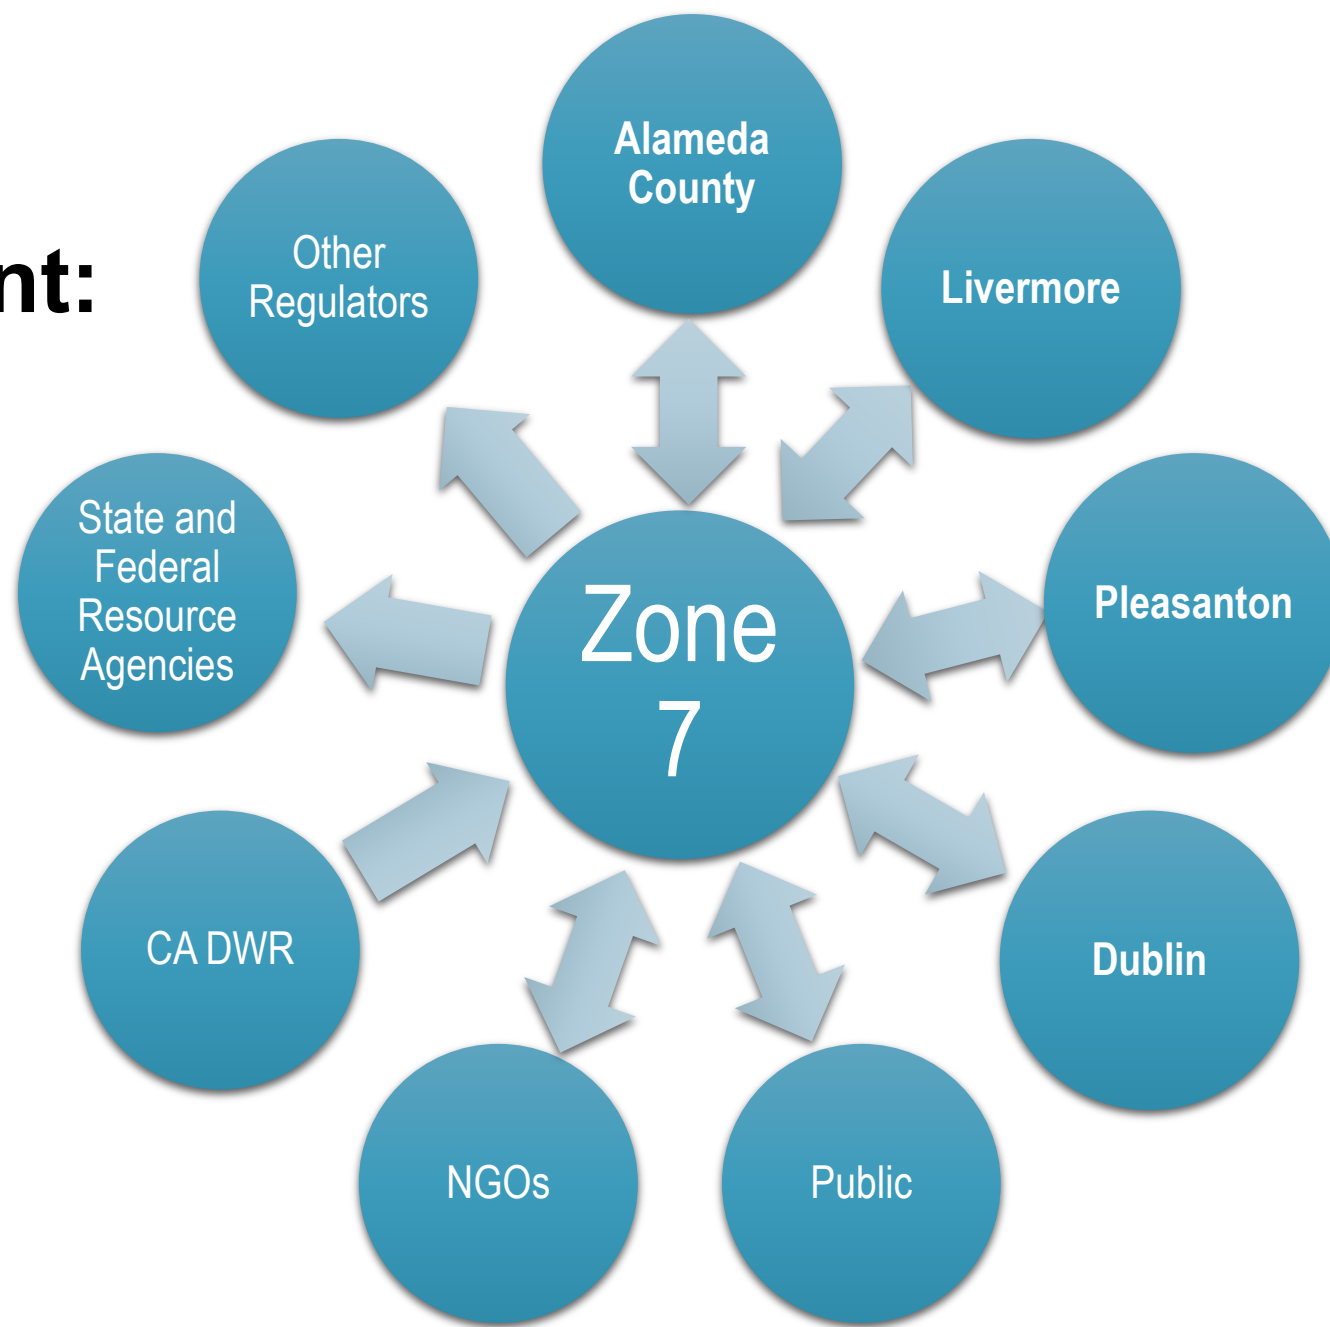 nt:
Alameda
County
Livermore
Pleasanton
Dublin
Public
NGOs
CA DWR
State and
Federal
Resource
Agencies
Other
Regulators
Zone
7